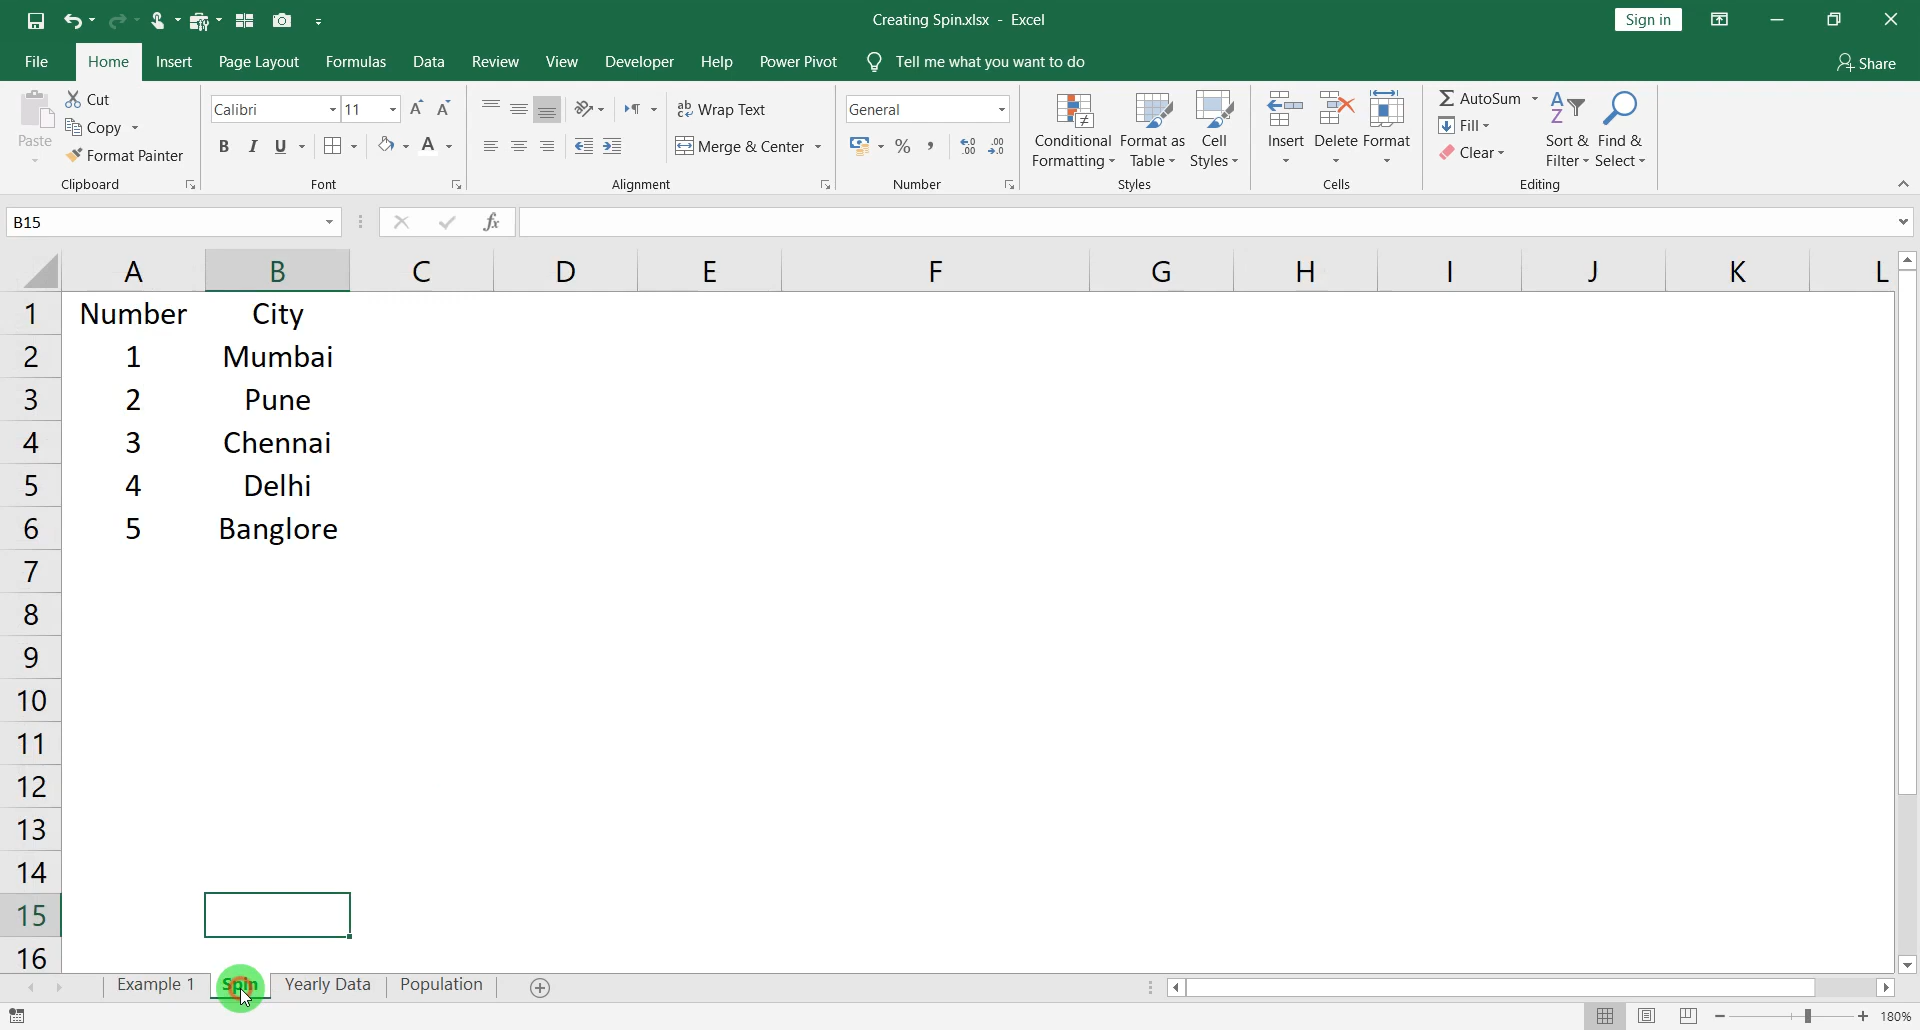 Creating Spin.xlsx - Excel
Sign in
File Home Insert Page Layout Formulas Data Review View Developer Help Power Pivot Tell me what you want to do Share
Paste
Cut
Copy
Format Painter
Clipboard
Calibri 11
B I U
Font
Wrap Text
Merge & Center
Alignment
General
Number
Conditional Formatting
Format as Table
Cell Styles
Styles
Insert Delete Format
Cells
AutoSum
Fill
Clear
Sort & Filter
Find & Select
Editing
B15 fx
A B C D E F G H I J K L
1 Number City
2 1 Mumbai
3 2 Pune
4 3 Chennai
5 4 Delhi
6 5 Banglore
7
8
9
10
11
12
13
14
15
16
Example 1 Spin Yearly Data Population
180%